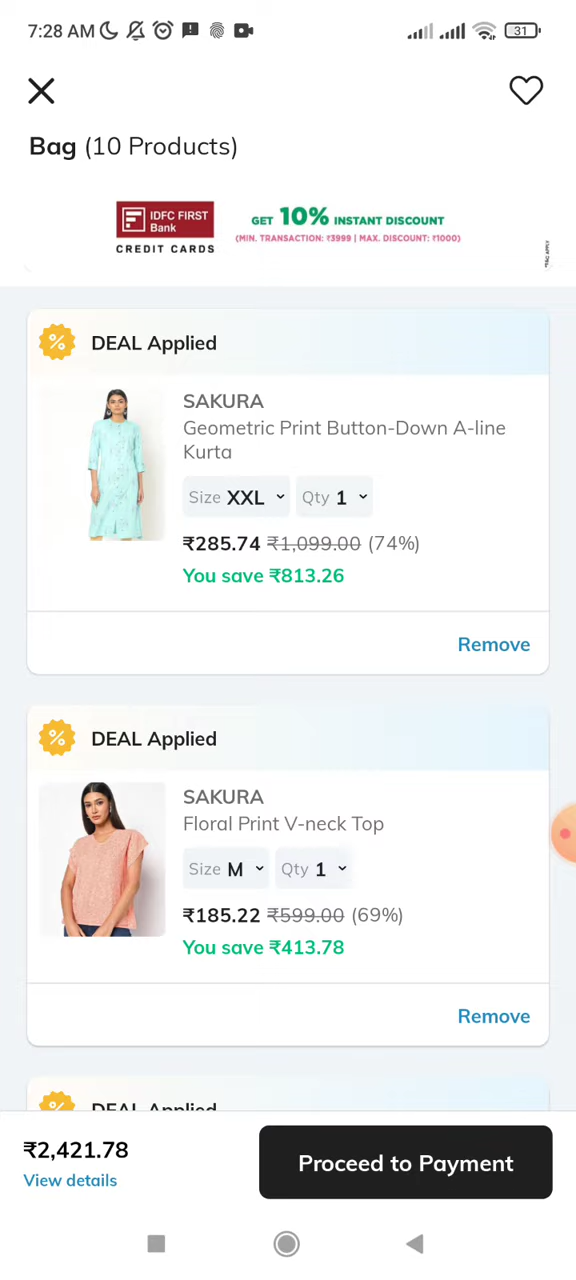 7:28 AM
31
Bag (10 Products)
IDFC FIRST
Bank
CREDIT CARDS
GET 10% INSTANT DISCOUNT
(MIN. TRANSACTION: ₹3999 | MAX. DISCOUNT: ₹1000)
DEAL Applied
SAKURA
Geometric Print Button-Down A-line
Kurta
Size XXL Qty 1
₹285.74 ₹1,099.00 (74%)
You save ₹813.26
Remove
DEAL Applied
SAKURA
Floral Print V-neck Top
Size M Qty 1
₹185.22 ₹599.00 (69%)
You save ₹413.78
Remove
DEAL Applied
₹2,421.78
View details
Proceed to Payment